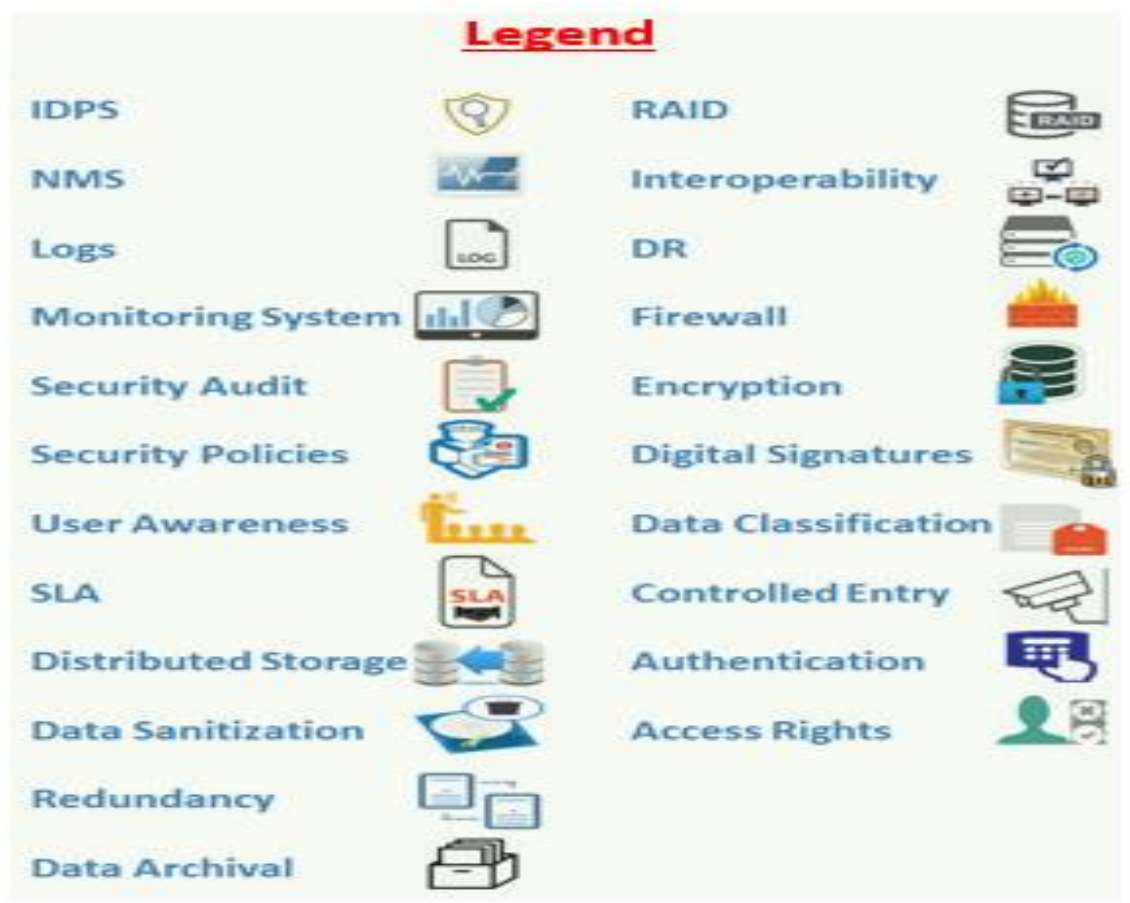 Legend
IDPS
NMS
Logs
LOG
Monitoring System
Security Audit
Security Policies
User Awareness
SLA
SLA
Distributed Storage
Data Sanitization
Redundancy
Data Archival
RAID
RAID
Interoperability
DR
Firewall
Encryption
Digital Signatures
Data Classification
Controlled Entry
Authentication
Access Rights